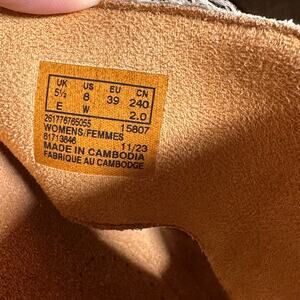 UK US EU CN
5½ 8 39 240
E W 2.0
261776765055 15807
WOMENS/FEMMES
81713646 11/23
MADE IN CAMBODIA
FABRIQUE AU CAMBODGE